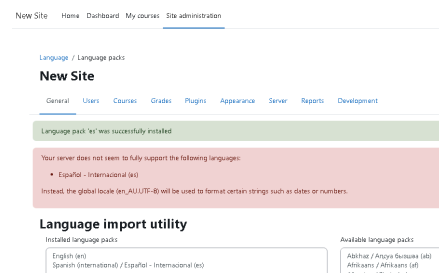 New Site Home Dashboard My courses Site administration
Language / Language packs
New Site
General Users Courses Grades Plugins Appearance Server Reports Development
Language pack 'es' was successfully installed
Your server does not seem to fully support the following languages:
• Español - Internacional (es)
Instead, the global locale (en_AU.UTF-8) will be used to format certain strings such as dates or numbers.
Language import utility
Installed language packs Available language packs
English (en) Abkhaz / Аҧсуа бызшәа (ab)
Spanish (international) / Español - Internacional (es) Afrikaans / Afrikaans (af)